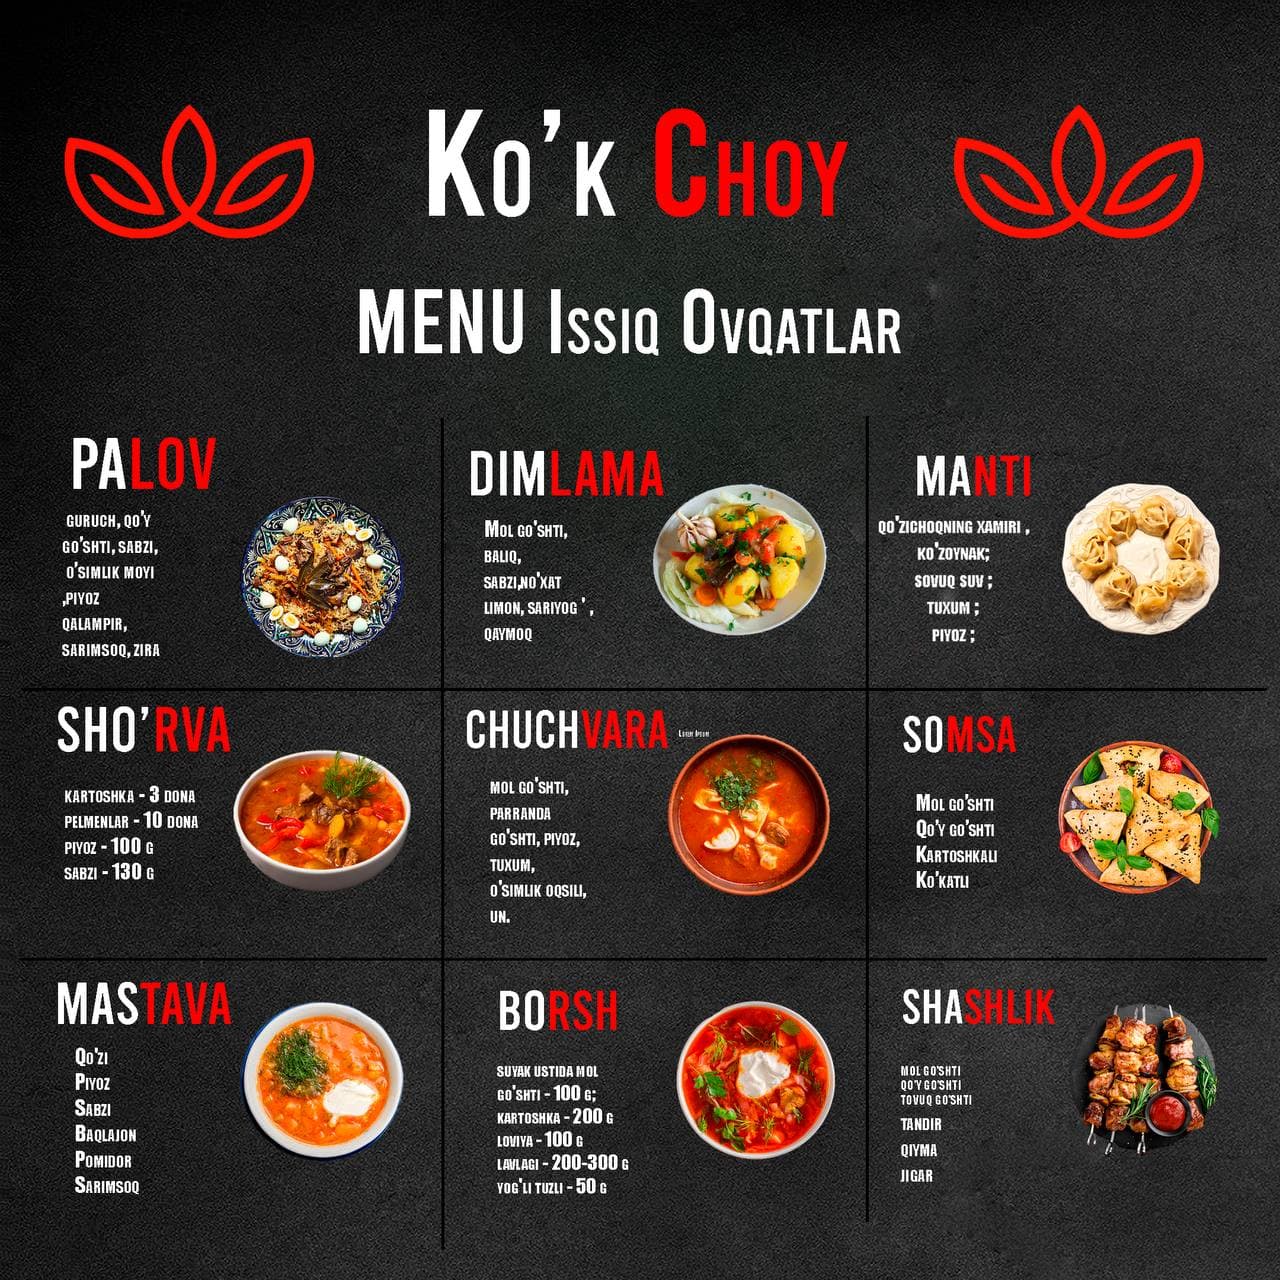 Ko'k Choy
MENU Issiq Ovqatlar
PALOV
GURUCH, QO'Y
GO'SHTI, SABZI,
O'SIMLIK MOYI
,PIYOZ
QALAMPIR,
SARIMSOQ, ZIRA
DIMLAMA
Mol go'shti,
baliq,
sabzi,no'xat
limon, sariyog ' ,
qaymoq
MANTI
QO'ZICHOQNING XAMIRI ,
KO'ZOYNAK;
SOVUQ SUV ;
TUXUM ;
PIYOZ ;
SHO'RVA
kartoshka - 3 dona
pelmenlar - 10 dona
piyoz - 100 g
sabzi - 130 g
CHUCHVARA
Lorem Ipsum
mol go'shti,
parranda
go'shti, piyoz,
tuxum,
o'simlik oqsili,
un.
SOMSA
Mol go'shti
Qo'y go'shti
Kartoshkali
Ko'katli
MASTAVA
Qo'zi
Piyoz
Sabzi
Baqlajon
Pomidor
Sarimsoq
BORSH
suyak ustida mol
go'shti - 100 g;
kartoshka - 200 g
loviya - 100 g
lavlagi - 200-300 g
yog'li tuzli - 50 g
SHASHLIK
MOL GO'SHTI
QO'Y GO'SHTI
TOVUQ GO'SHTI
TANDIR
QIYMA
JIGAR